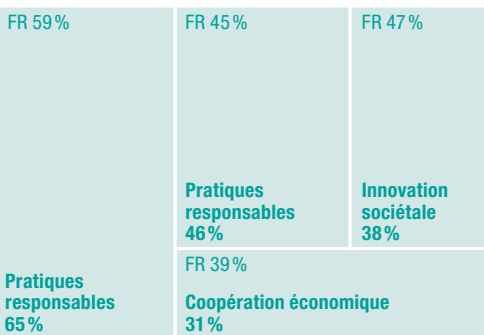 FR 59 %
Pratiques
responsables
65 %
FR 45 %
Pratiques
responsables
46 %
FR 47 %
Innovation
sociétale
38 %
FR 39 %
Coopération économique
31 %